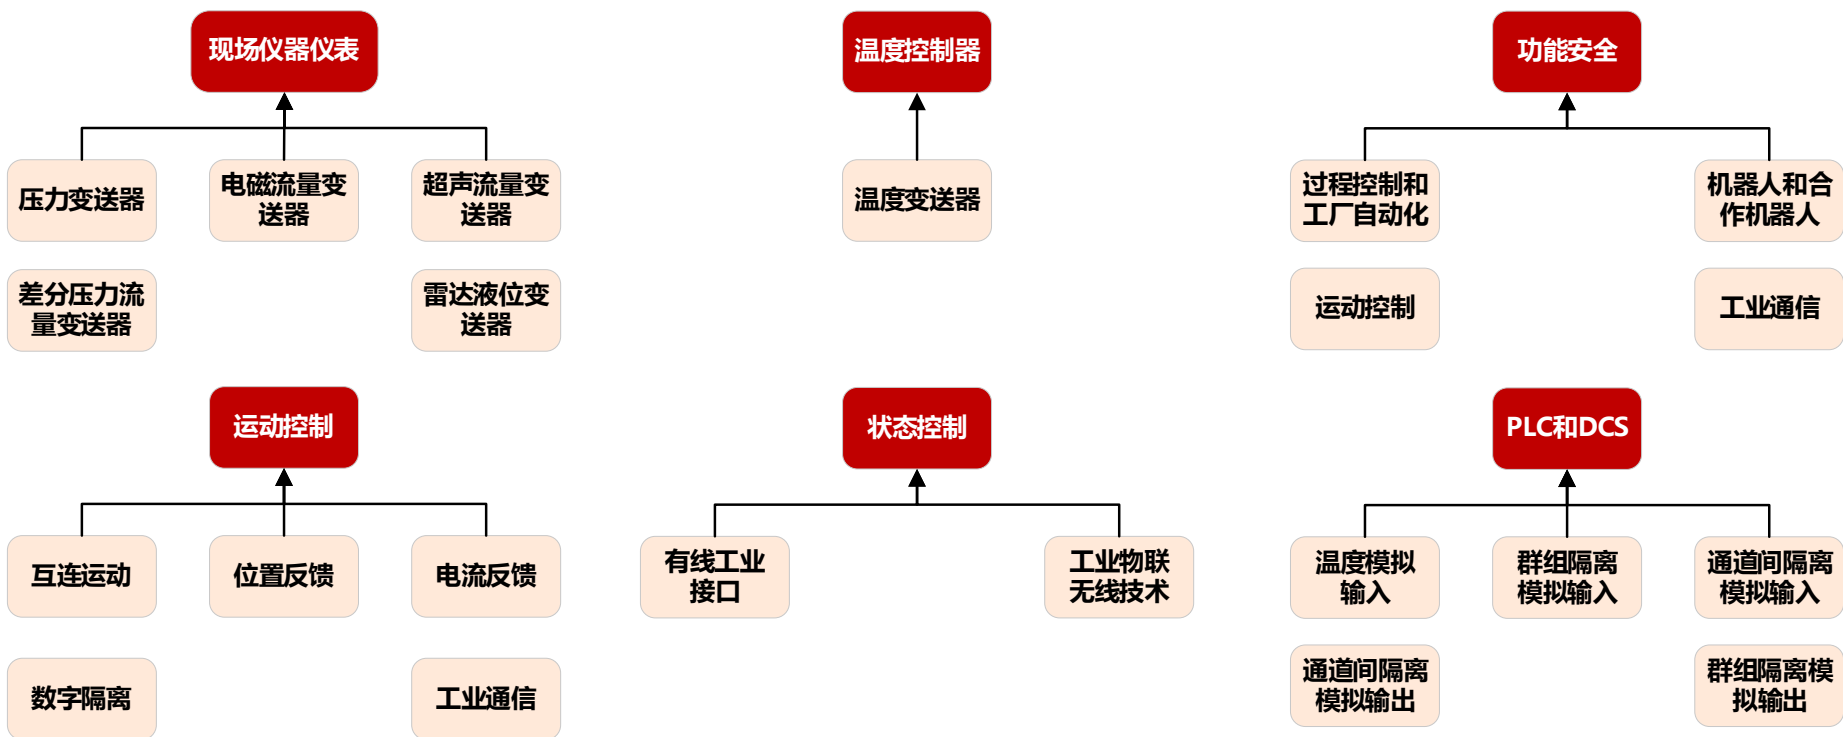 现场仪器仪表
温度控制器
功能安全
压力变送器
电磁流量变
送器
超声流量变
送器
温度变送器
过程控制和
工厂自动化
机器人和合
作机器人
差分压力流
量变送器
雷达液位变
送器
运动控制
工业通信
运动控制
状态控制
PLC和DCS
互连运动
位置反馈
电流反馈
有线工业
接口
工业物联
无线技术
温度模拟
输入
群组隔离
模拟输入
通道间隔离
模拟输入
数字隔离
工业通信
通道间隔离
模拟输出
群组隔离模
拟输出